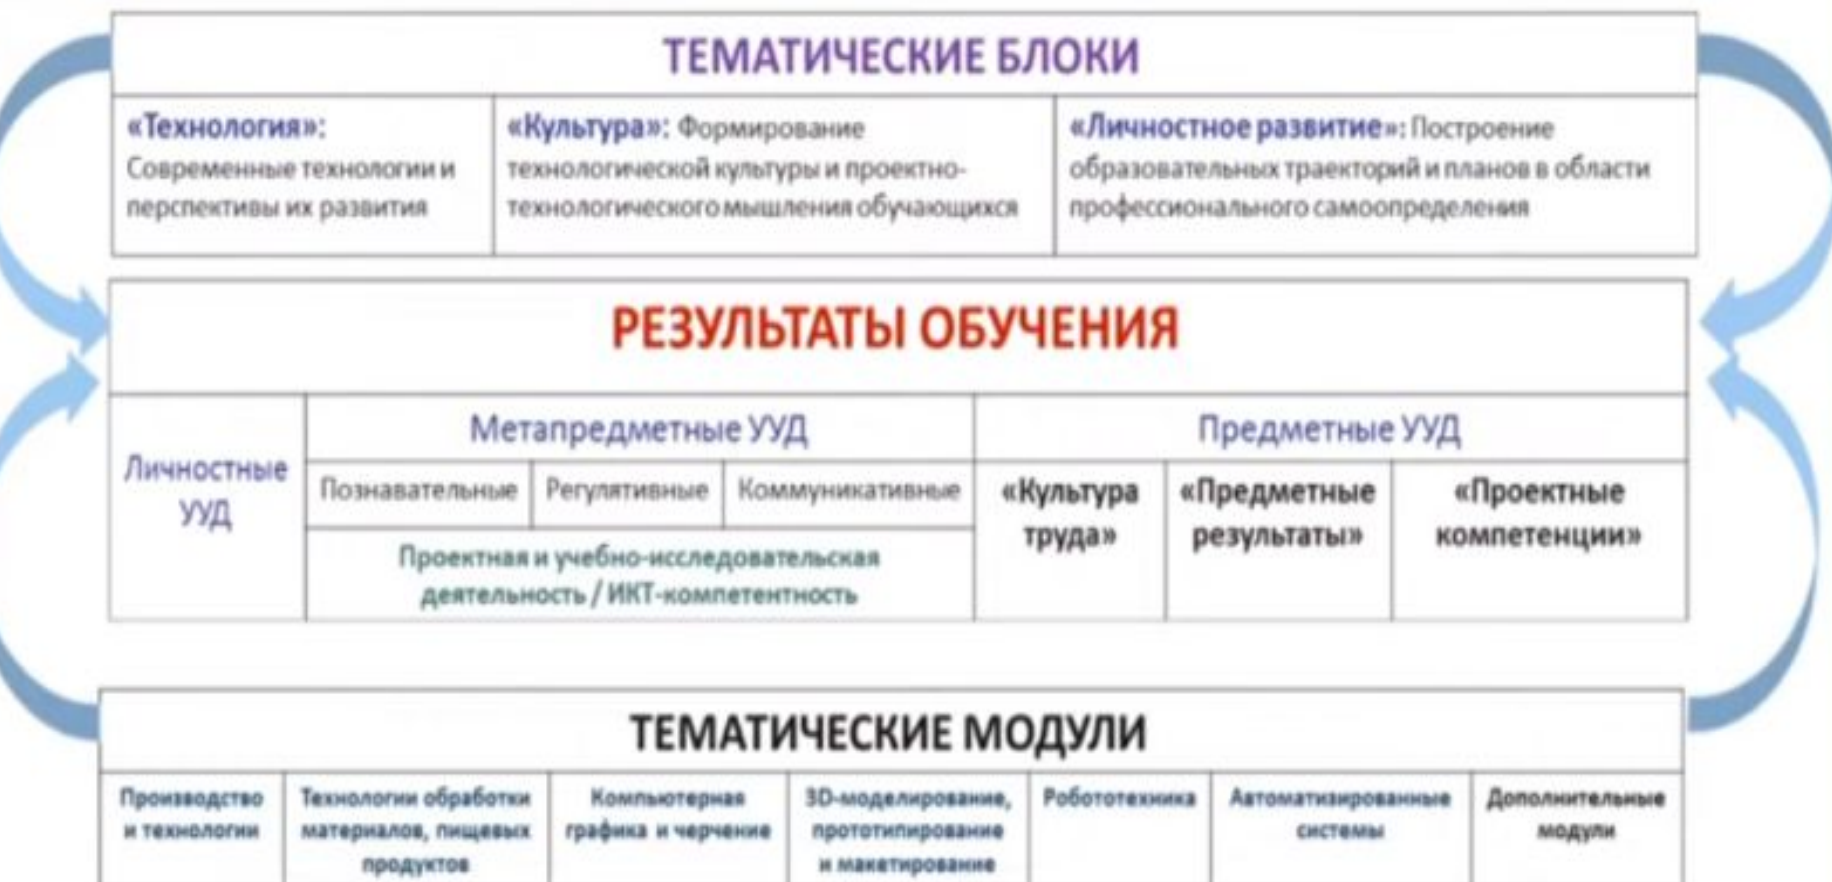 ТЕМАТИЧЕСКИЕ БЛОКИ
«Технология»:
Современные технологии и
перспективы их развития
«Культура»: Формирование
технологической культуры и проектно-
технологического мышления обучающихся
«Личностное развитие»: Построение
образовательных траекторий и планов в области
профессионального самоопределения
РЕЗУЛЬТАТЫ ОБУЧЕНИЯ
Личностные
УУД
Метапредметные УУД
Познавательные
Регулятивные
Коммуникативные
Проектная и учебно-исследовательская
деятельность / ИКТ-компетентность
Предметные УУД
«Культура
труда»
«Предметные
результаты»
«Проектные
компетенции»
ТЕМАТИЧЕСКИЕ МОДУЛИ
Производство
и технологии
Технологии обработки
материалов, пищевых
продуктов
Компьютерная
графика и черчение
3D-моделирование,
прототипирование
и макетирование
Робототехника
Автоматизированные
системы
Дополнительные
модули